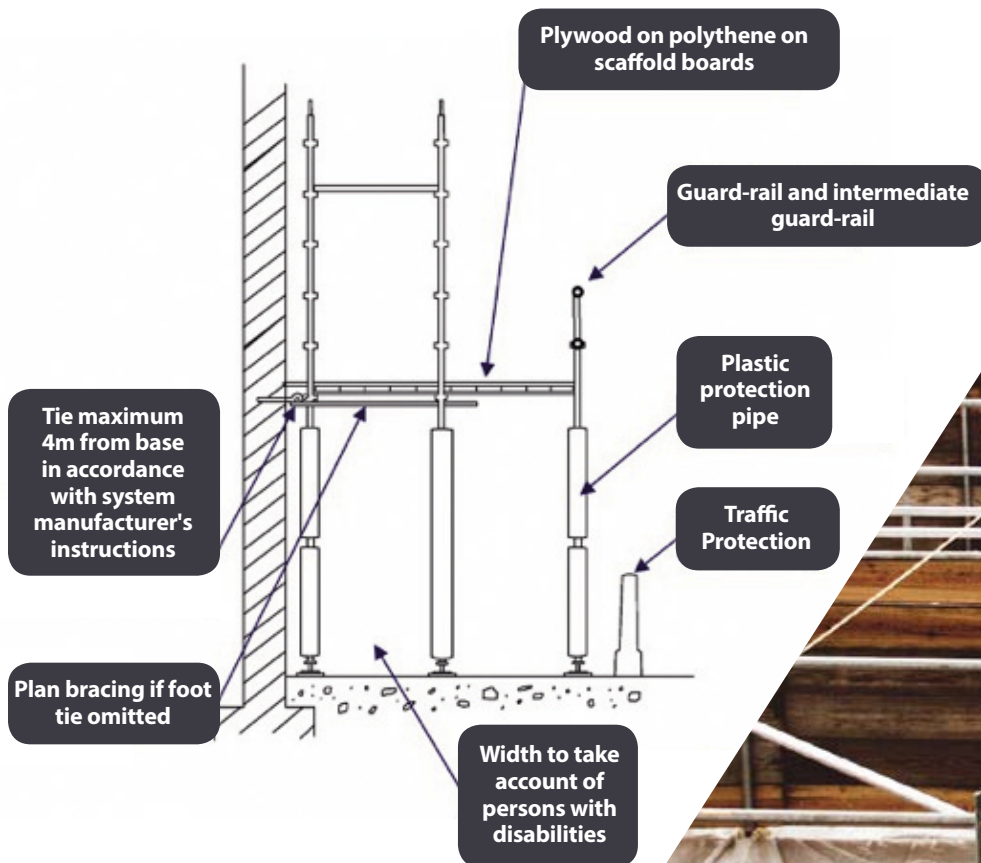 Plywood on polythene on
scaffold boards
Guard-rail and intermediate
guard-rail
Plastic
protection
pipe
Tie maximum
4m from base
in accordance
with system
manufacturer's
instructions
Traffic
Protection
Plan bracing if foot
tie omitted
Width to take
account of
persons with
disabilities